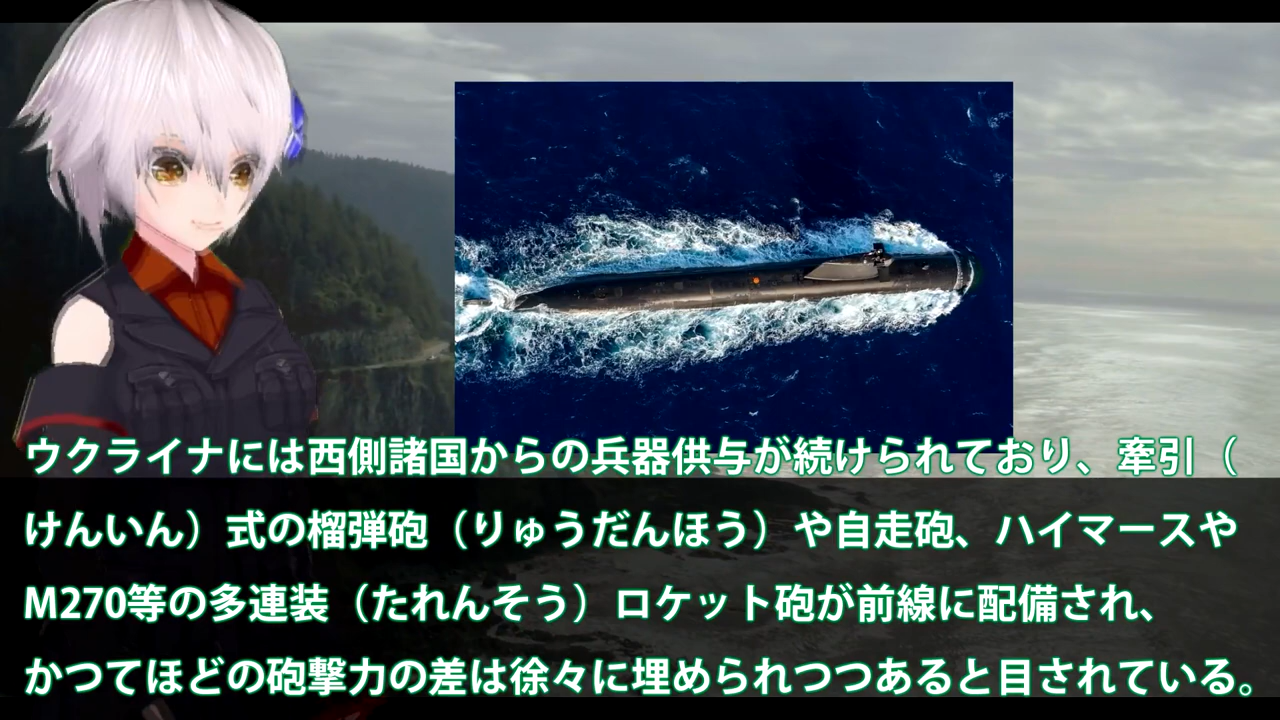 ウクライナには西側諸国からの兵器供与が続けられており、牽引（
けんいん）式の榴弾砲（りゅうだんほう）や自走砲、ハイマースや
M270等の多連装（たれんそう）ロケット砲が前線に配備され、
かつてほどの砲撃力の差は徐々に埋められつつあると目されている。